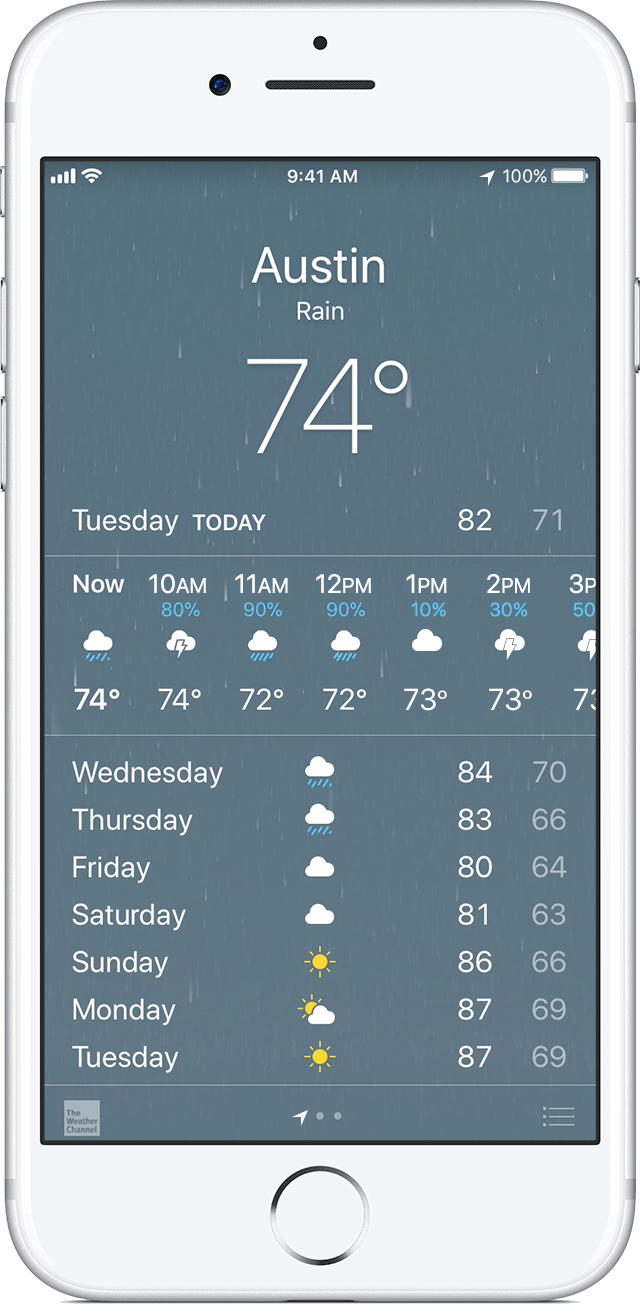 9:41 AM 100%
Austin
Rain
74°
Tuesday TODAY 82 71
Now 10AM 11AM 12PM 1PM 2PM 3P
80% 90% 90% 10% 30% 50
74° 74° 72° 72° 73° 73° 73
Wednesday 84 70
Thursday 83 66
Friday 80 64
Saturday 81 63
Sunday 86 66
Monday 87 69
Tuesday 87 69
The
Weather
Channel